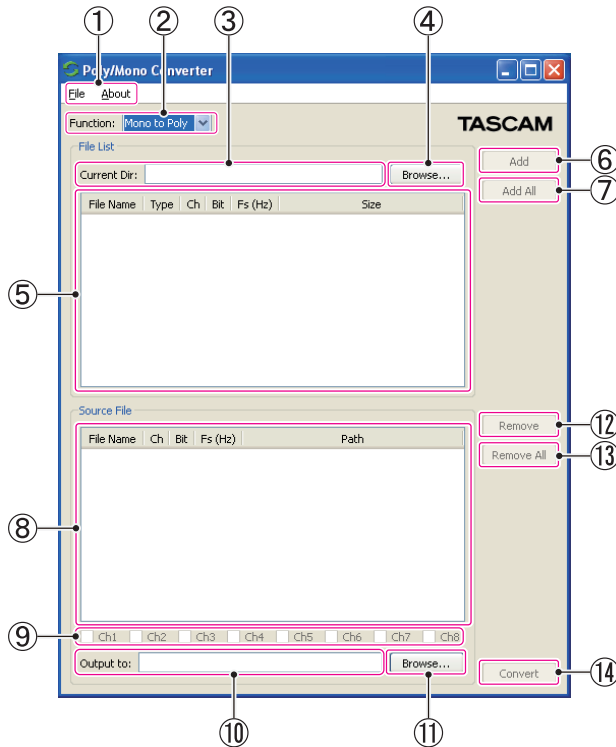 ① ② ③ ④
Poly/Mono Converter
File About
Function: Mono to Poly
TASCAM
File List
Current Dir: Browse...
Add ⑥
Add All ⑦
File Name Type Ch Bit Fs (Hz) Size
⑤
Source File
Remove ⑫
Remove All ⑬
File Name Ch Bit Fs (Hz) Path
⑧
⑨ Ch1 Ch2 Ch3 Ch4 Ch5 Ch6 Ch7 Ch8
Output to: Browse...
Convert ⑭
⑩ ⑪